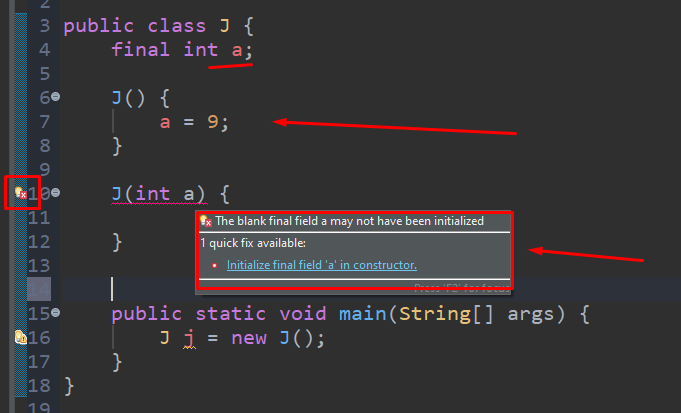 2
3 public class J {
4 final int a;
5
6 J() {
7 a = 9;
8 }
9
10 J(int a) {
11
The blank final field a may not have been initialized
12 }
1 quick fix available:
13
Initialize final field 'a' in constructor.
14
Press 'F2' for focus
15 public static void main(String[] args) {
16 J j = new J();
17 }
18 }
19